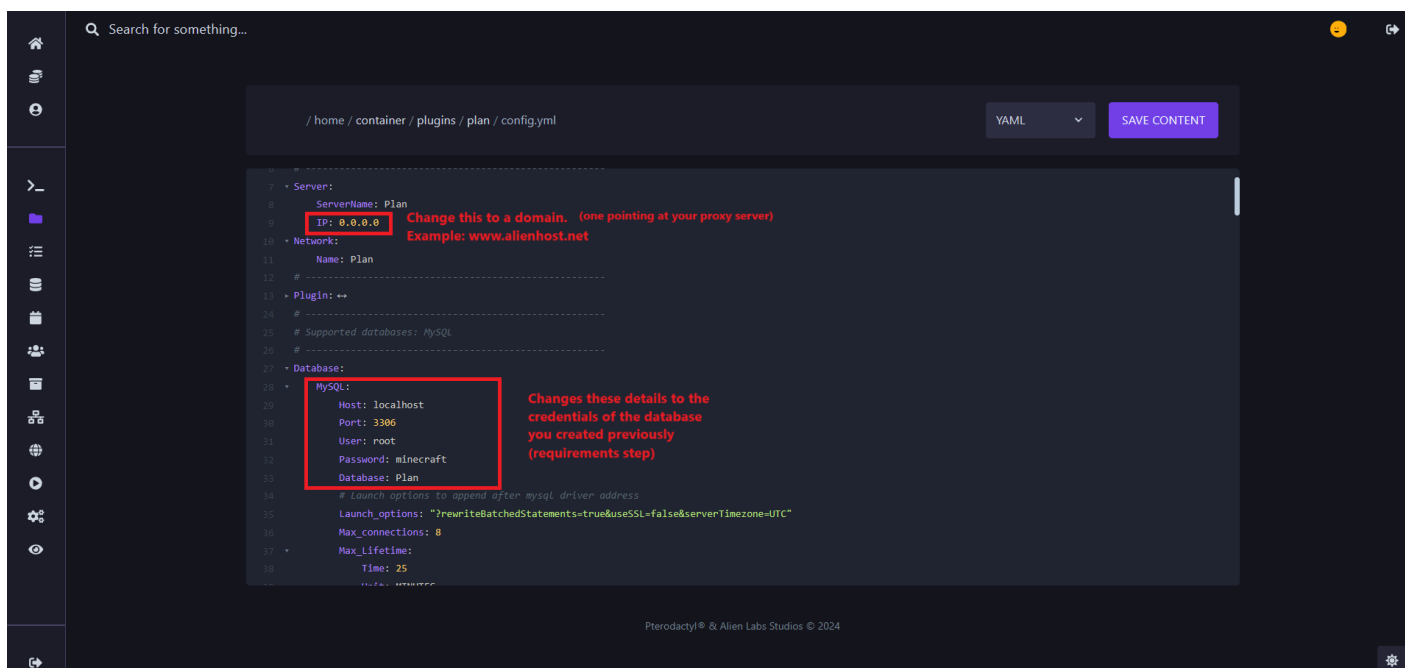 Search for something...
/ home / container / plugins / plan / config.yml
YAML
SAVE CONTENT
6 # ----------------------------------------------------
7 Server:
8 ServerName: Plan
9 IP: 0.0.0.0
Change this to a domain. (one pointing at your proxy server)
Example: www.alienhost.net
10 Network:
11 Name: Plan
12 # ----------------------------------------------------
13 Plugin: ↔
24 # ----------------------------------------------------
25 # Supported databases: MySQL
26 # ----------------------------------------------------
27 Database:
28 MySQL:
29 Host: localhost
30 Port: 3306
31 User: root
32 Password: minecraft
33 Database: Plan
Changes these details to the
credentials of the database
you created previously
(requirements step)
34 # Launch options to append after mysql driver address
35 Launch_options: "?rewriteBatchedStatements=true&useSSL=false&serverTimezone=UTC"
36 Max_connections: 8
37 Max_Lifetime:
38 Time: 25
Unit: MINUTES
Pterodactyl® & Alien Labs Studios © 2024